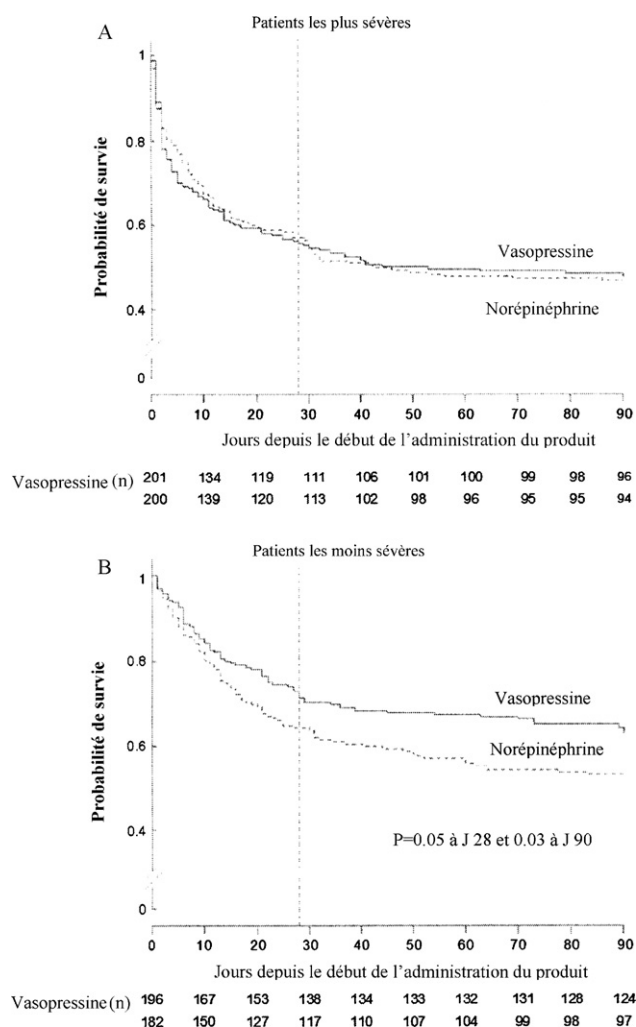 Patients les plus sévères
A
1
0.8
0.6
0.4
0
Probabilité de survie
Vasopressine
Norépinéphrine
0 10 20 30 40 50 60 70 80 90
Jours depuis le début de l'administration du produit
Vasopressine (n) 201 134 119 111 106 101 100 99 98 96
200 139 120 113 102 98 96 95 95 94
Patients les moins sévères
B
1
0.8
0.6
0.4
0
Probabilité de survie
Vasopressine
Norépinéphrine
P=0.05 à J 28 et 0.03 à J 90
0 10 20 30 40 50 60 70 80 90
Jours depuis le début de l'administration du produit
Vasopressine (n) 196 167 153 138 134 133 132 131 128 124
182 150 127 117 110 107 104 99 98 97